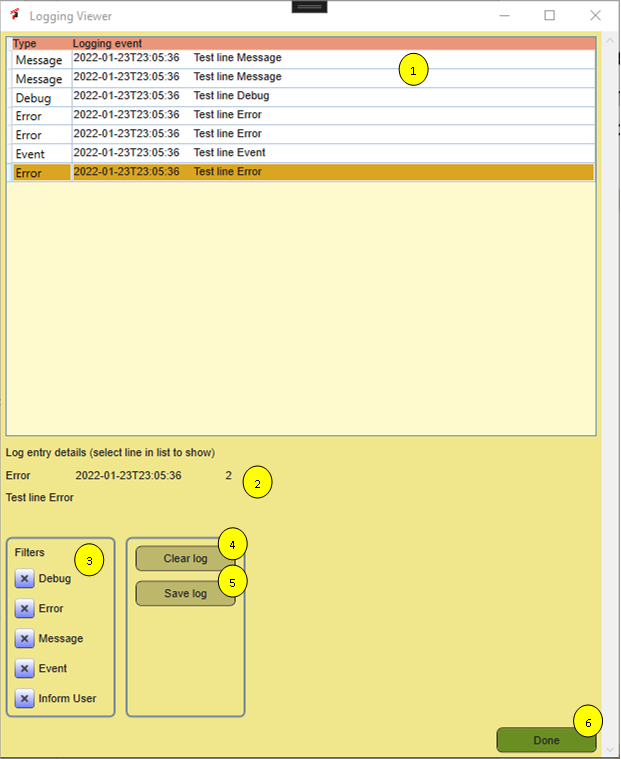 Logging Viewer
Type Logging event
Message 2022-01-23T23:05:36 Test line Message
1
Message 2022-01-23T23:05:36 Test line Message
Debug 2022-01-23T23:05:36 Test line Debug
Error 2022-01-23T23:05:36 Test line Error
Error 2022-01-23T23:05:36 Test line Error
Event 2022-01-23T23:05:36 Test line Event
Error 2022-01-23T23:05:36 Test line Error
Log entry details (select line in list to show)
Error 2022-01-23T23:05:36 2
2
Test line Error
Filters
3
Debug
Error
Message
Event
Inform User
4
Clear log
5
Save log
6
Done